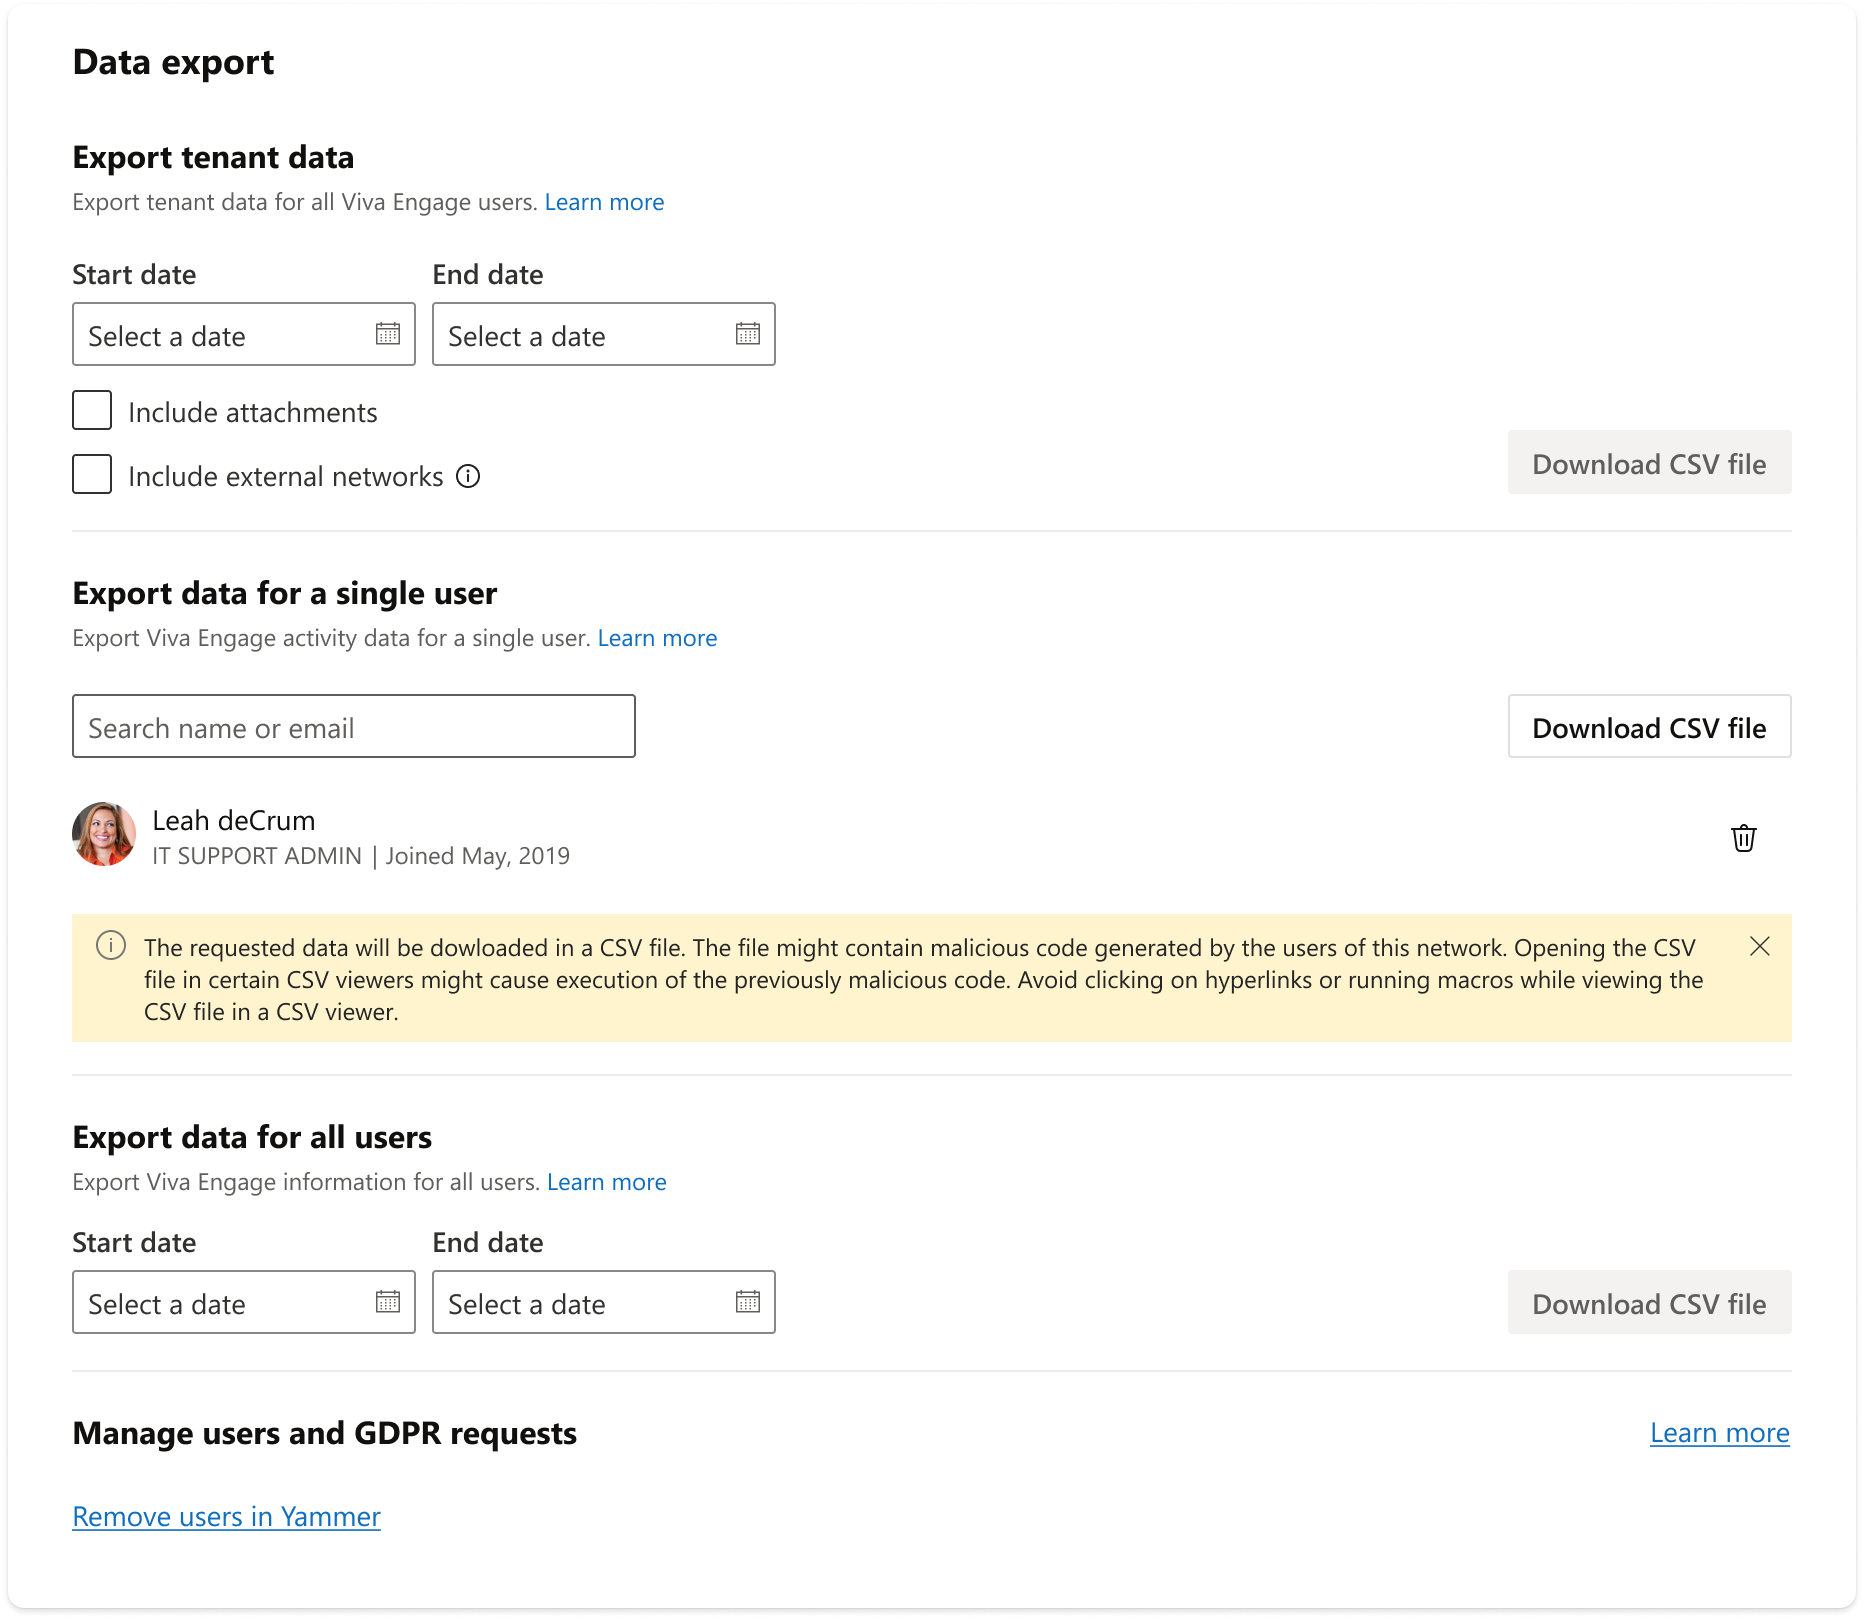 Data export
Export tenant data
Export tenant data for all Viva Engage users. Learn more
Start date
End date
Select a date
Select a date
Include attachments
Include external networks
Download CSV file
Export data for a single user
Export Viva Engage activity data for a single user. Learn more
Search name or email
Download CSV file
Leah deCrum
IT SUPPORT ADMIN | Joined May, 2019
The requested data will be dowloaded in a CSV file. The file might contain malicious code generated by the users of this network. Opening the CSV
file in certain CSV viewers might cause execution of the previously malicious code. Avoid clicking on hyperlinks or running macros while viewing the
CSV file in a CSV viewer.
Export data for all users
Export Viva Engage information for all users. Learn more
Start date
End date
Select a date
Select a date
Download CSV file
Manage users and GDPR requests
Learn more
Remove users in Yammer